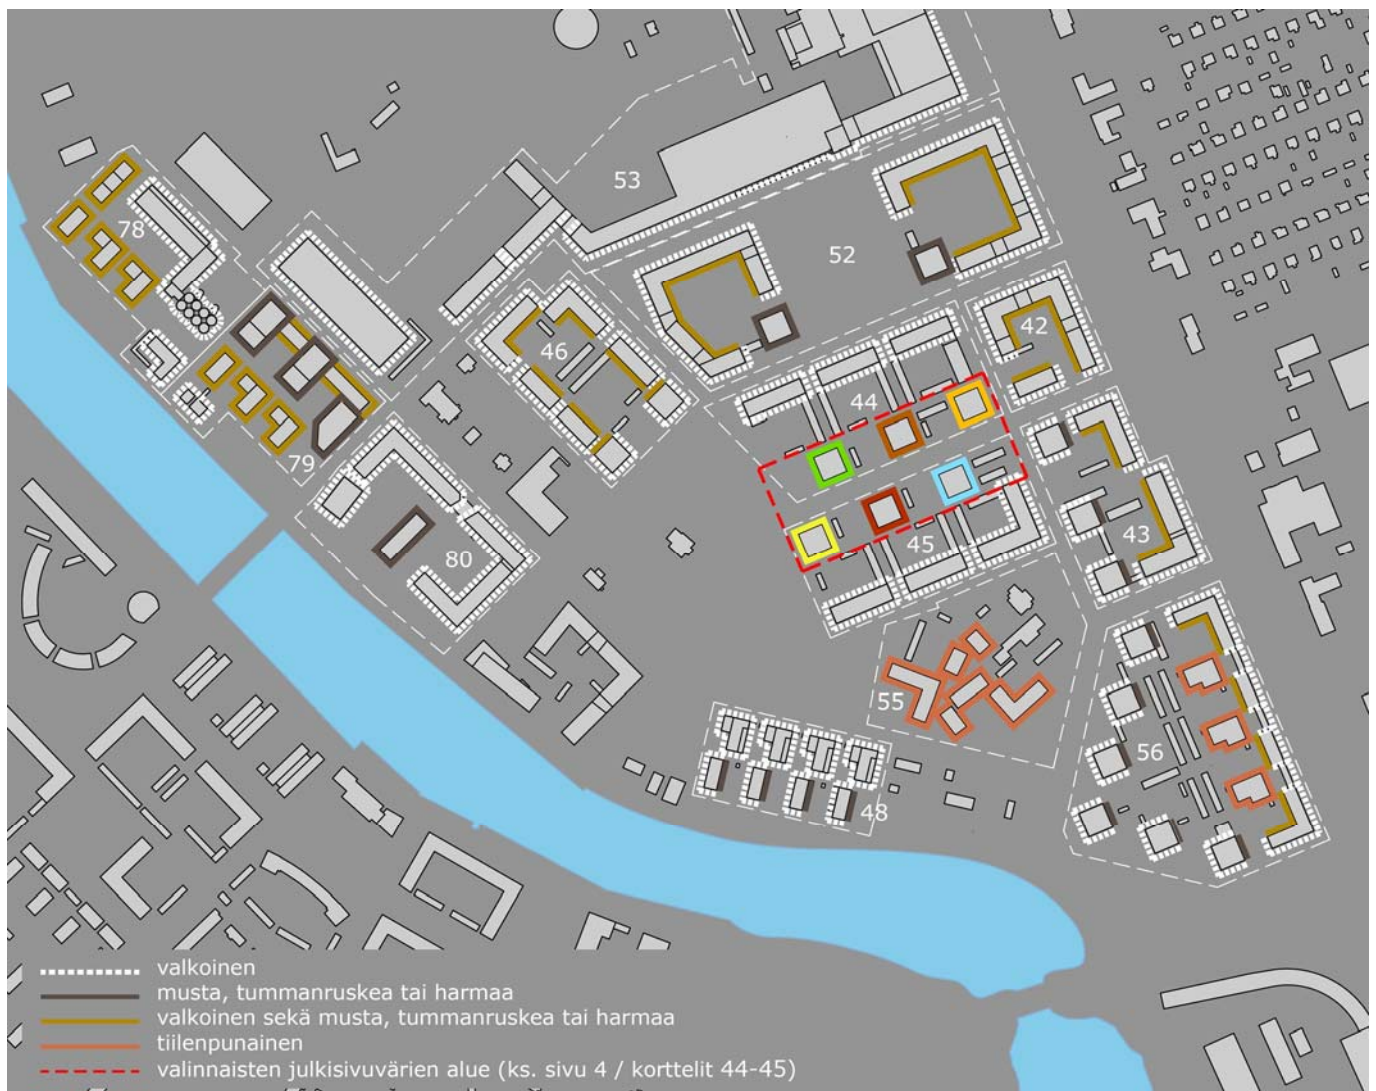 53
78
52
42
46
44
79
43
45
80
55
56
48
valkoinen
musta, tummanruskea tai harmaa
valkoinen sekä musta, tummanruskea tai harmaa
tiilenpunainen
valinnaisten julkisivuvärien alue (ks. sivu 4 / korttelit 44-45)